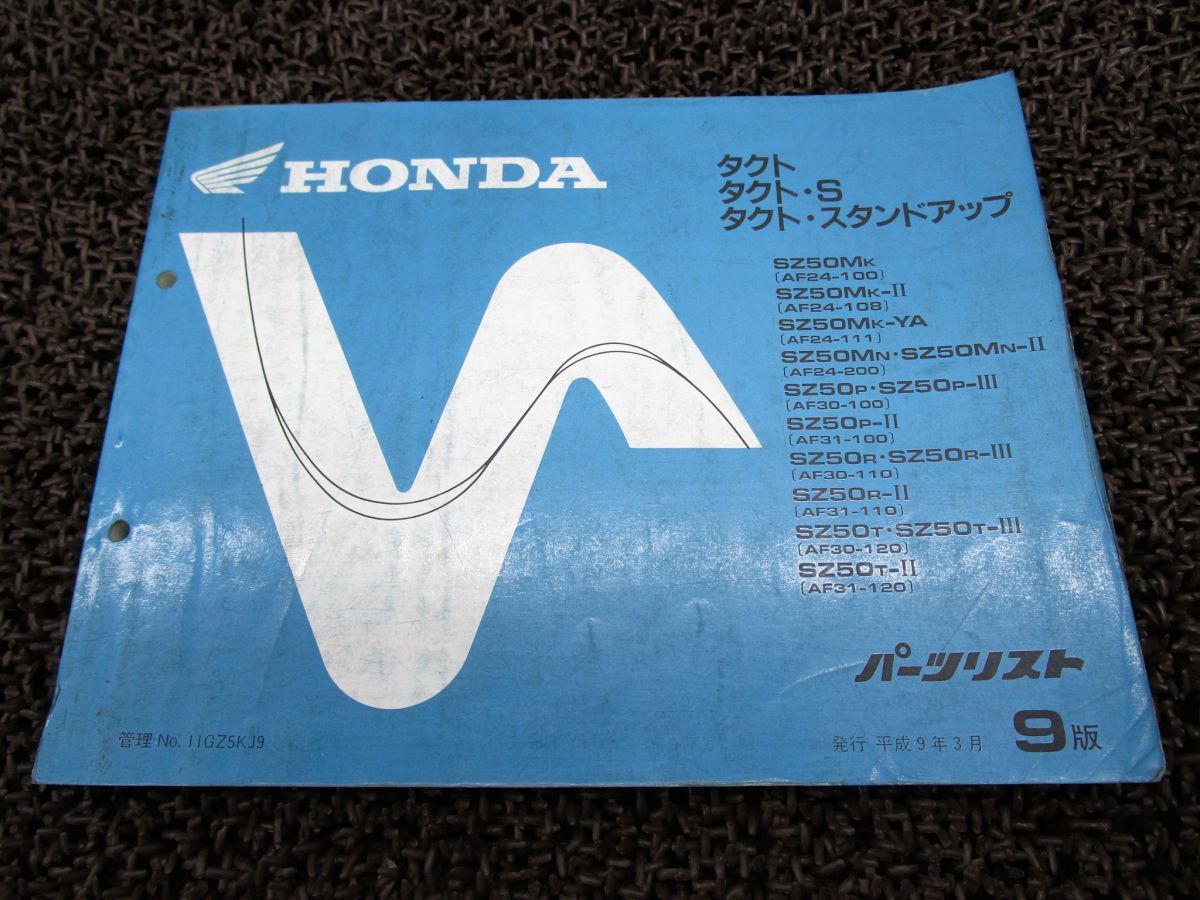 HONDA
タクト
タクト・S
タクト・スタンドアップ
SZ50MK
(AF24-100)
SZ50MK-II
(AF24-108)
SZ50MK-YA
(AF24-111)
SZ50MN・SZ50MN-II
(AF24-200)
SZ50P・SZ50P-III
(AF30-100)
SZ50P-II
(AF31-100)
SZ50R・SZ50R-III
(AF30-110)
SZ50R-II
(AF31-110)
SZ50T・SZ50T-III
(AF30-120)
SZ50T-II
(AF31-120)
パーツリスト
管理 No. 11GZ5KJ9
発行 平成9年3月 9版